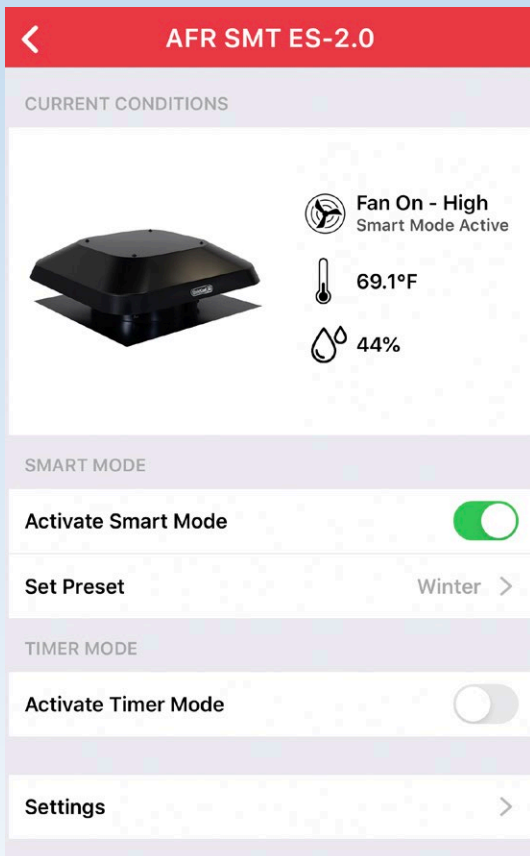 AFR SMT ES-2.0
CURRENT CONDITIONS
Fan On - High
Smart Mode Active
69.1°F
44%
SMART MODE
Activate Smart Mode
Set Preset
Winter
TIMER MODE
Activate Timer Mode
Settings